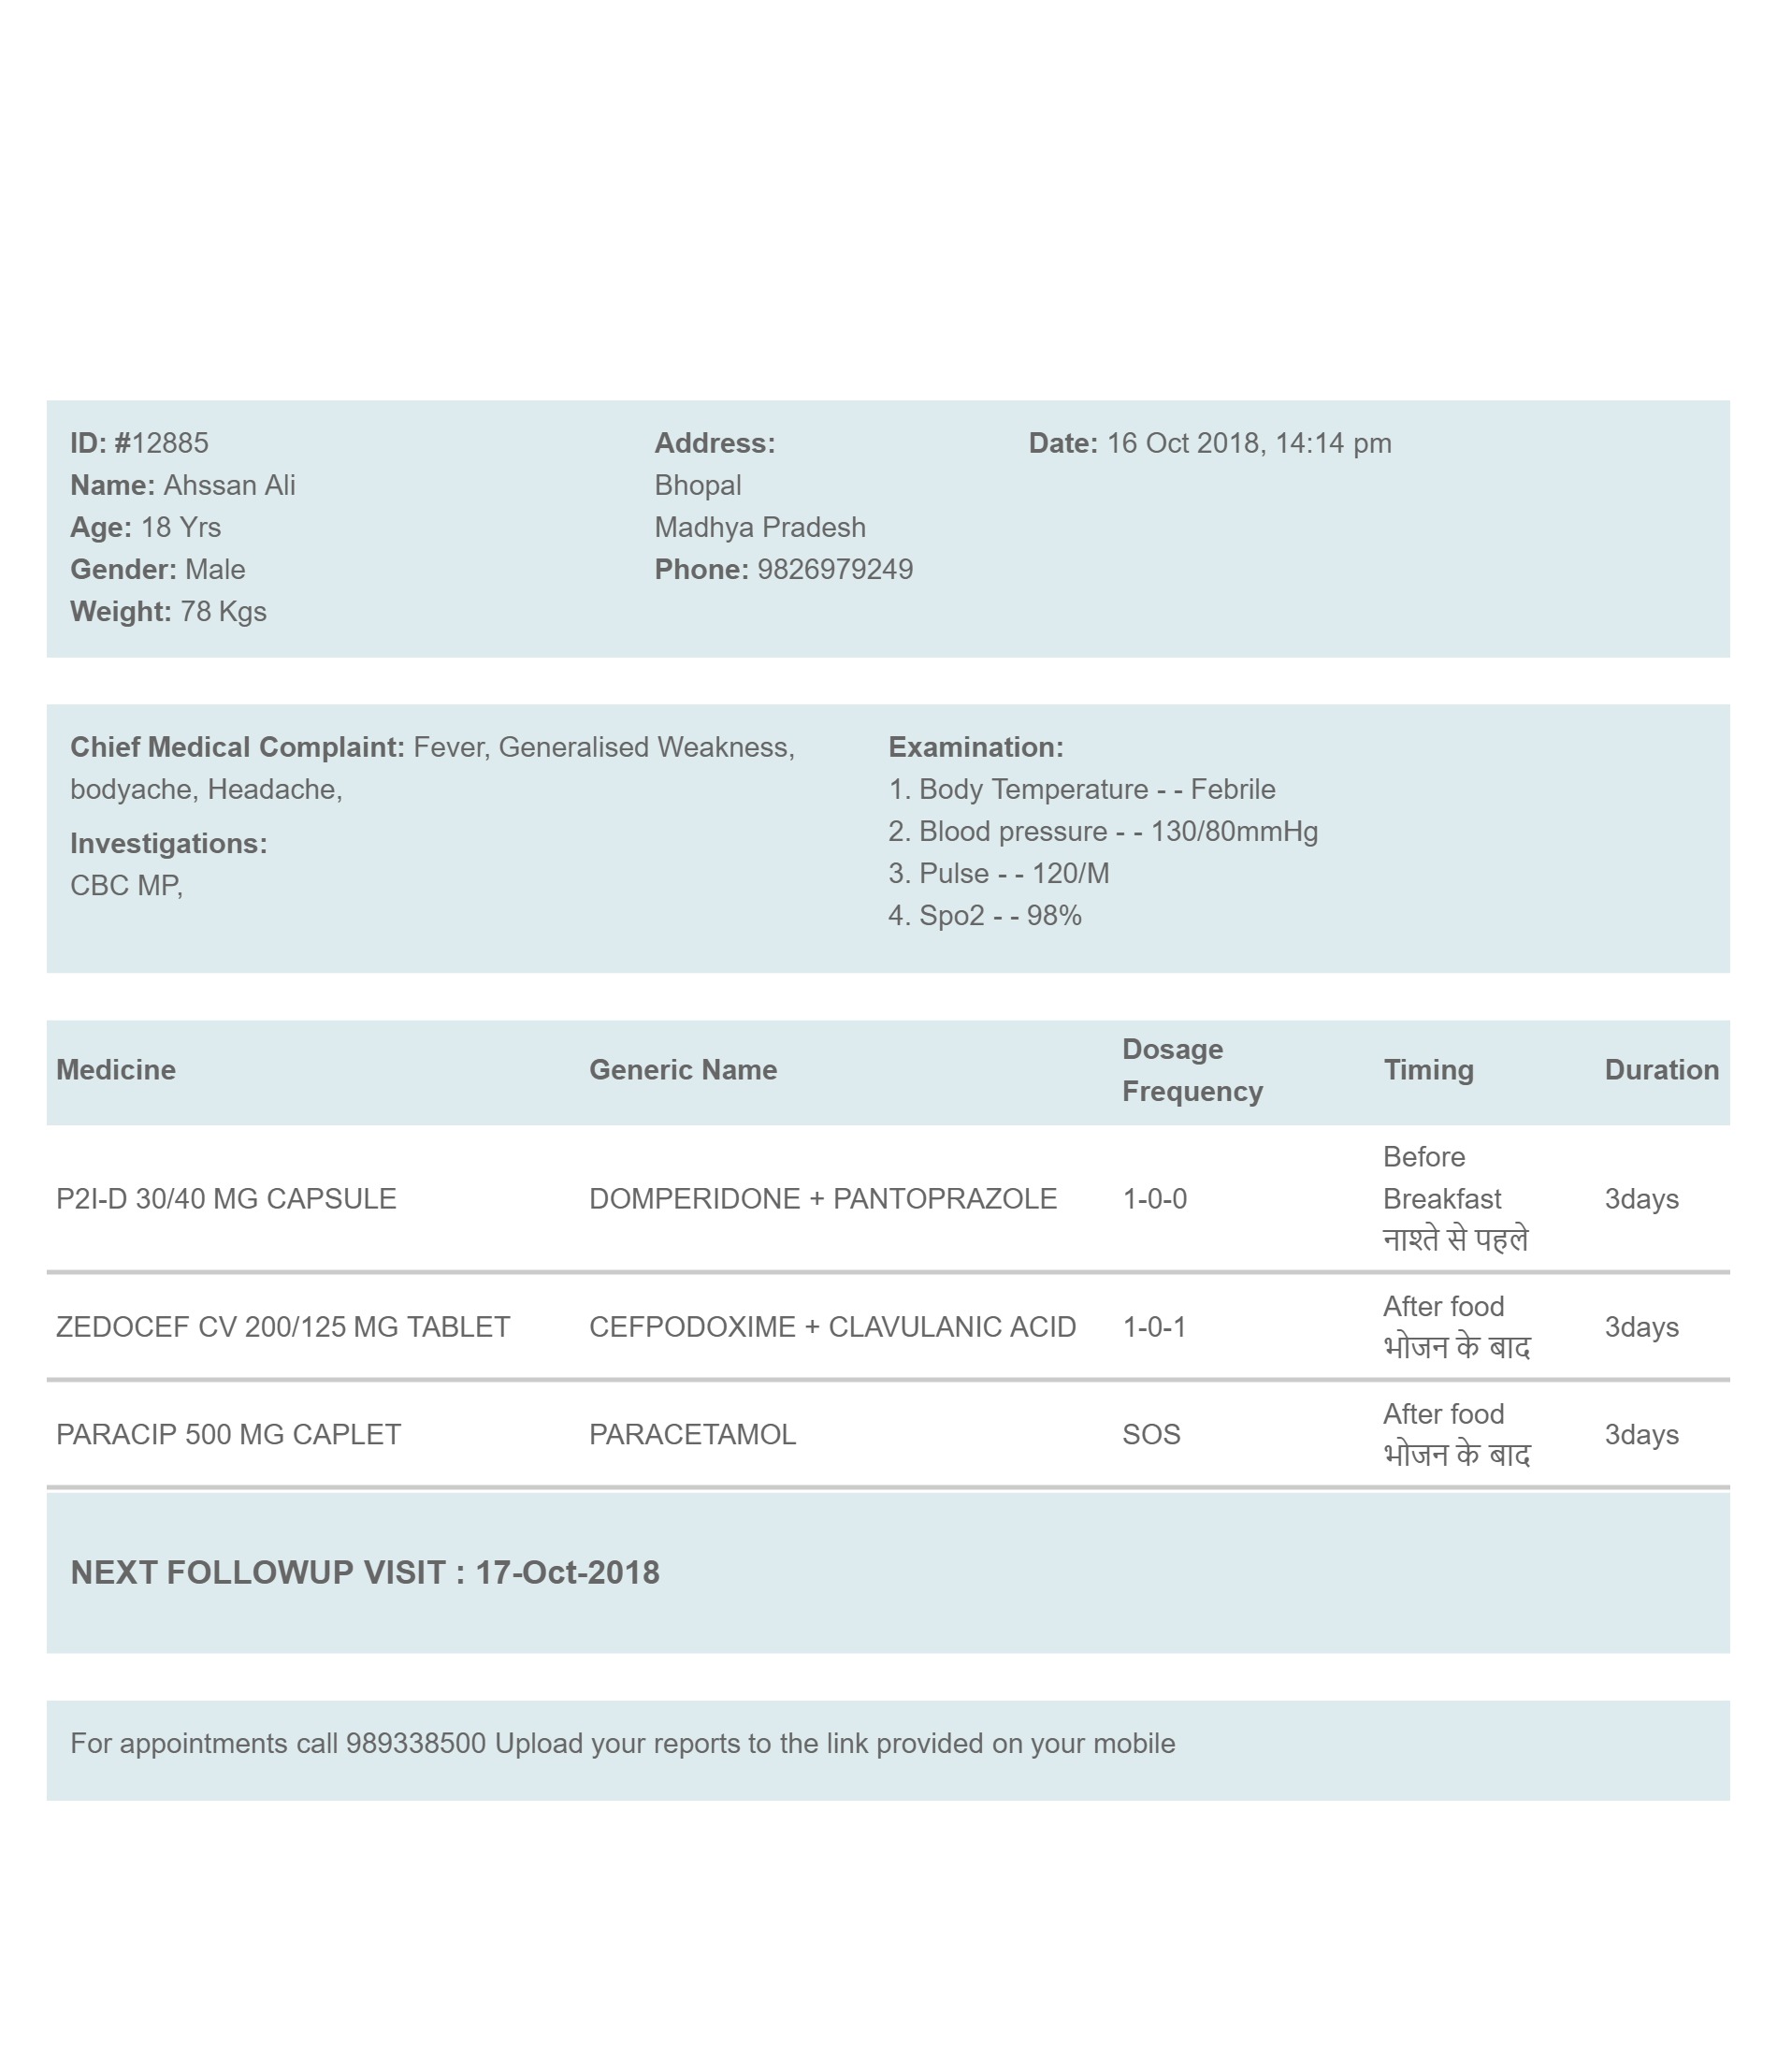 ID: #12885
Name: Ahssan Ali
Age: 18 Yrs
Gender: Male
Weight: 78 Kgs
Address:
Bhopal
Madhya Pradesh
Phone: 9826979249
Date: 16 Oct 2018, 14:14 pm
Chief Medical Complaint: Fever, Generalised Weakness,
bodyache, Headache,
Investigations:
CBC MP,
Examination:
1. Body Temperature - - Febrile
2. Blood pressure - - 130/80mmHg
3. Pulse - - 120/M
4. Spo2 - - 98%
Medicine Generic Name Dosage Frequency Timing Duration
P2I-D 30/40 MG CAPSULE DOMPERIDONE + PANTOPRAZOLE 1-0-0 Before Breakfast नाश्ते से पहले 3days
ZEDOCEF CV 200/125 MG TABLET CEFPODOXIME + CLAVULANIC ACID 1-0-1 After food भोजन के बाद 3days
PARACIP 500 MG CAPLET PARACETAMOL SOS After food भोजन के बाद 3days
NEXT FOLLOWUP VISIT : 17-Oct-2018
For appointments call 989338500 Upload your reports to the link provided on your mobile